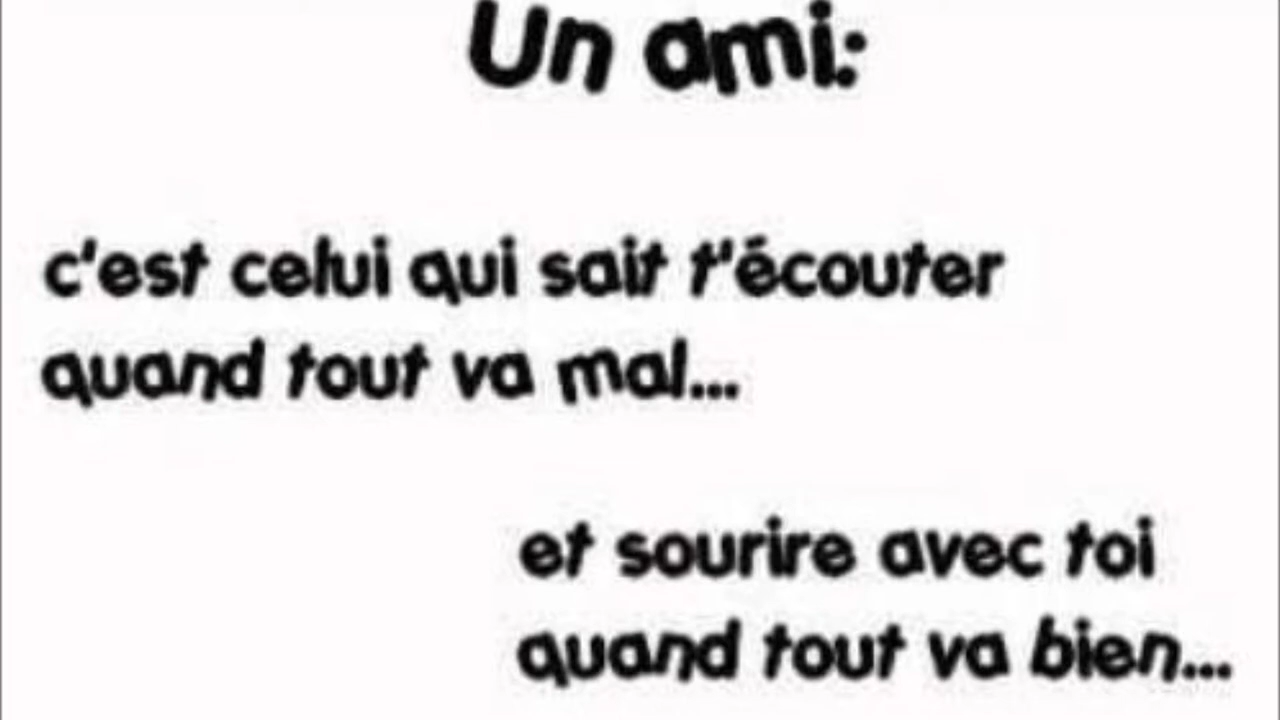 Un ami:
c'est celui qui sait t'écouter
quand tout va mal...
et sourire avec toi
quand tout va bien...